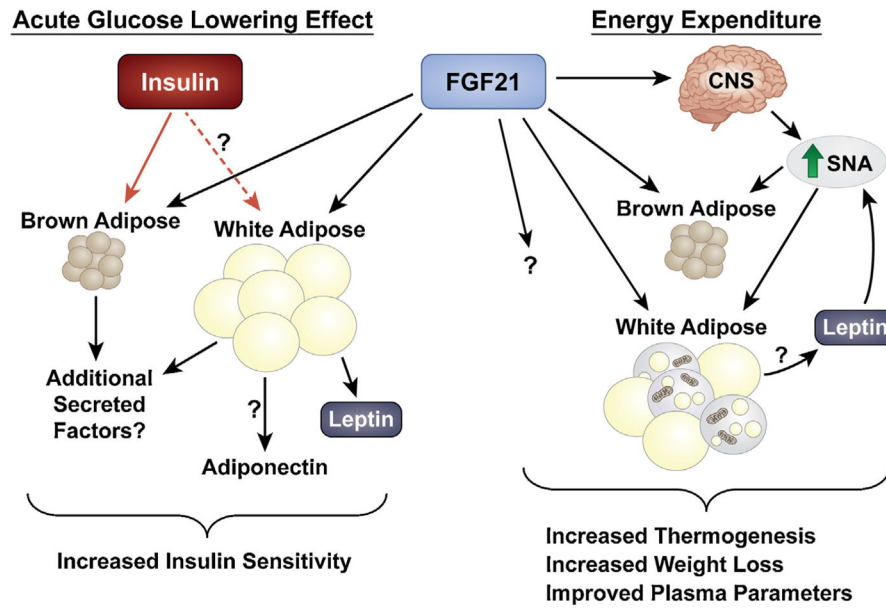 Acute Glucose Lowering Effect
Energy Expenditure
Insulin
FGF21
CNS
?
SNA
Brown Adipose
White Adipose
Brown Adipose
?
White Adipose
Leptin
?
Additional
Secreted
Factors?
?
Leptin
Adiponectin
Increased Insulin Sensitivity
Increased Thermogenesis
Increased Weight Loss
Improved Plasma Parameters